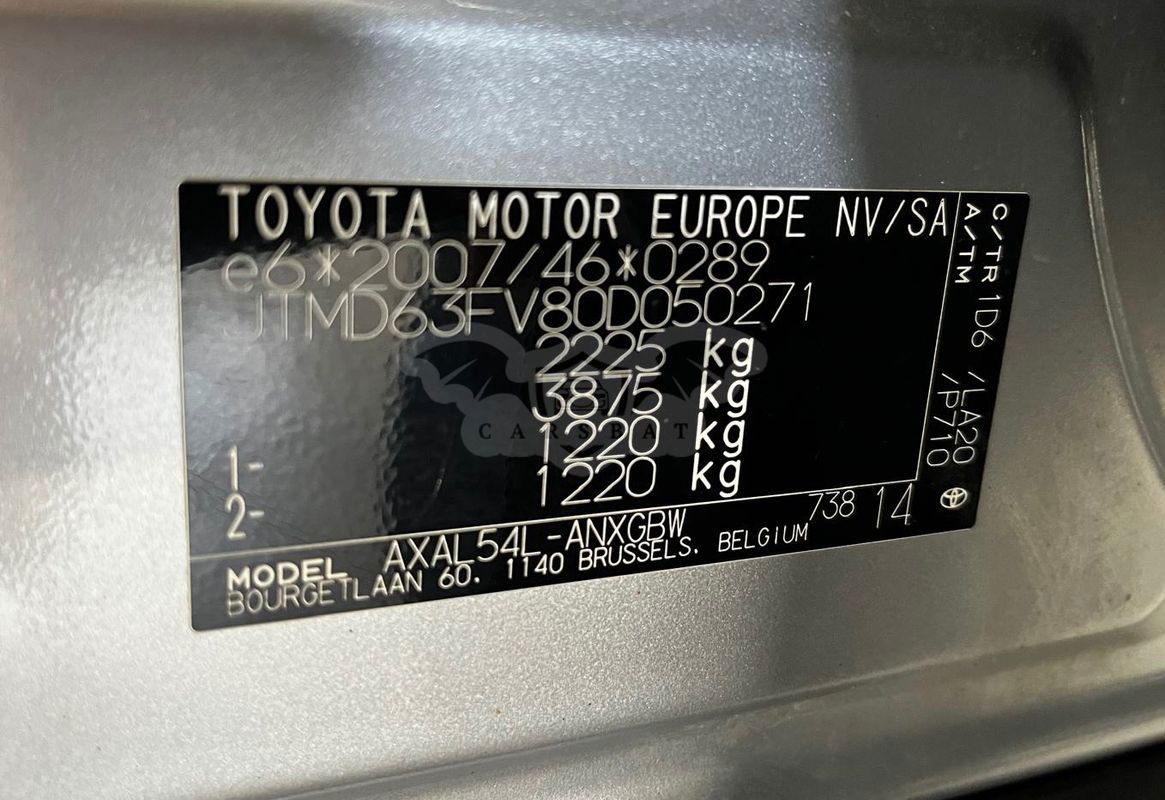 TOYOTA MOTOR EUROPE NV/SA
e6*2007/46*0289
JTMD63FV80D050271
2225 kg
3875 kg
1- 1220 kg
2- 1220 kg
MODEL AXAL54L-ANXGBW
BOURGETLAAN 60. 1140 BRUSSELS. BELGIUM
738 14
C/TR 1D6 /LA20
A/TM /P710
CARSBAT